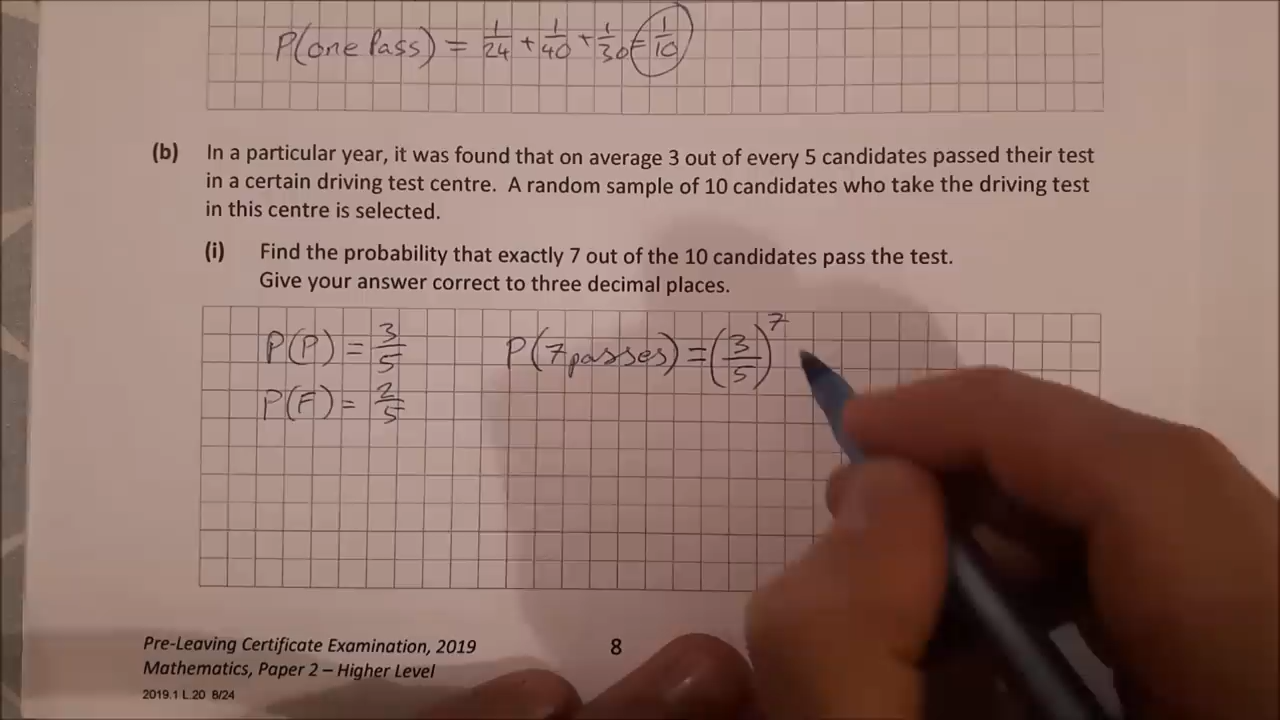 P(one Pass) = 1/24 + 1/40 + 1/30 = 1/10
(b) In a particular year, it was found that on average 3 out of every 5 candidates passed their test
in a certain driving test centre. A random sample of 10 candidates who take the driving test
in this centre is selected.
(i) Find the probability that exactly 7 out of the 10 candidates pass the test.
Give your answer correct to three decimal places.
P(P) = 3/5
P(F) = 2/5
P(7 passes) = (3/5)^7
Pre-Leaving Certificate Examination, 2019
Mathematics, Paper 2 – Higher Level
2019.1 L.20 8/24
8